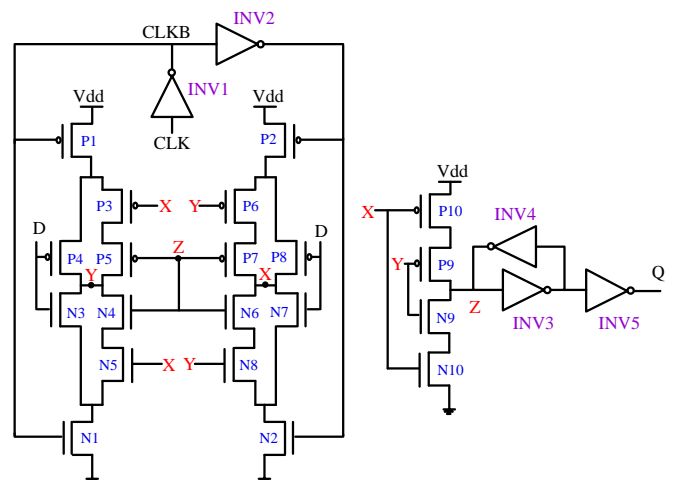 INV2
CLKB
INV1
Vdd
Vdd
P1
P2
CLK
Vdd
P3
X
Y
P6
X
P10
D
D
INV4
Z
P4
P5
P7
P8
Y
P9
Y
X
Q
N3
N4
N6
N7
Z
N9
INV3
INV5
N5
X
Y
N8
N10
N1
N2